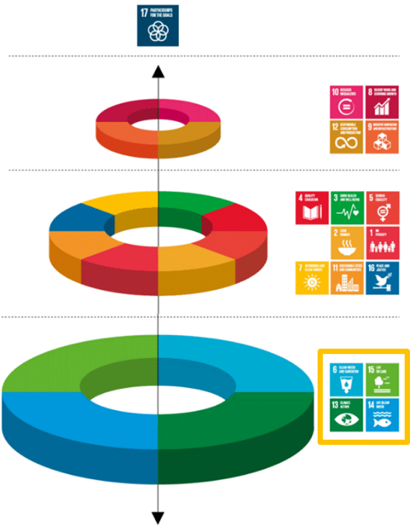 17 PARTNERSHIPS
FOR THE GOALS
10 REDUCED
INEQUALITIES
8 DECENT WORK AND
ECONOMIC GROWTH
12 RESPONSIBLE
CONSUMPTION
AND PRODUCTION
9
4 QUALITY
EDUCATION
3 GOOD HEALTH
AND WELL-BEING
5 GENDER
EQUALITY
2 ZERO
HUNGER
1 NO
POVERTY
7 AFFORDABLE AND
CLEAN ENERGY
11 SUSTAINABLE CITIES
AND COMMUNITIES
16 PEACE AND
JUSTICE
6 CLEAN WATER
AND SANITATION
15 LIFE
ON LAND
13 CLIMATE
ACTION
14 LIFE BELOW
WATER